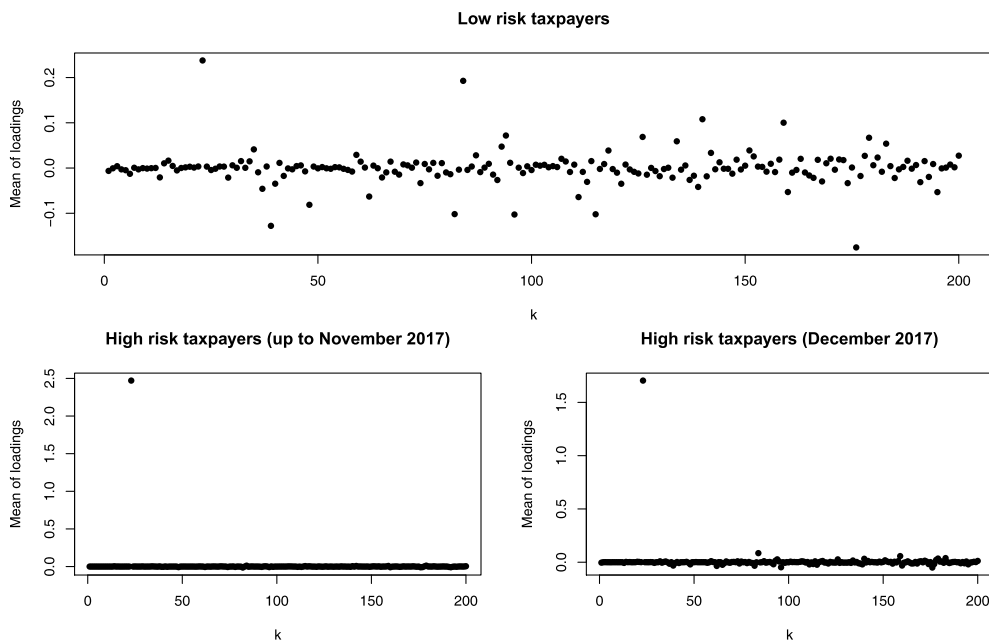 Low risk taxpayers
Mean of loadings
0.2
0.1
0.0
−0.1
0 50 100 150 200
k
High risk taxpayers (up to November 2017)
Mean of loadings
2.5
2.0
1.5
1.0
0.5
0.0
0 50 100 150 200
k
High risk taxpayers (December 2017)
Mean of loadings
1.5
1.0
0.5
0.0
0 50 100 150 200
k